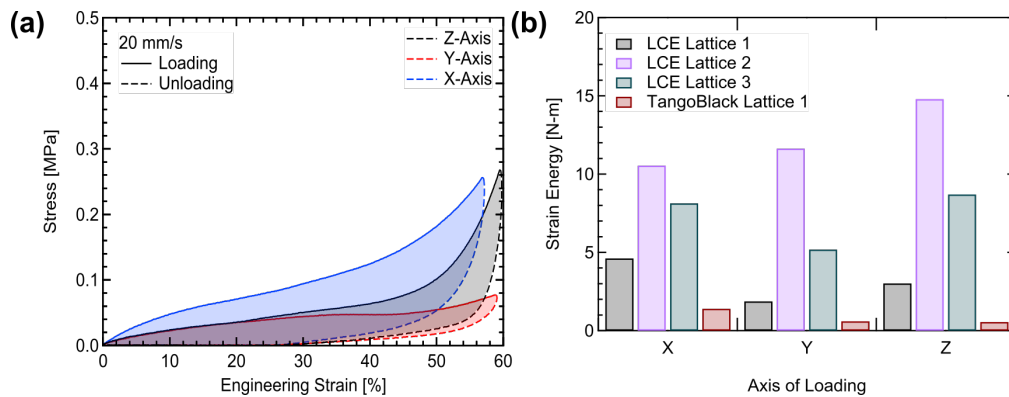 (a)
0.5
0.4
0.3
0.2
0.1
0.0
Stress [MPa]
20 mm/s
Loading
Unloading
Z-Axis
Y-Axis
X-Axis
0 10 20 30 40 50 60
Engineering Strain [%]
(b)
20
15
10
5
0
Strain Energy [N-m]
LCE Lattice 1
LCE Lattice 2
LCE Lattice 3
TangoBlack Lattice 1
X Y Z
Axis of Loading